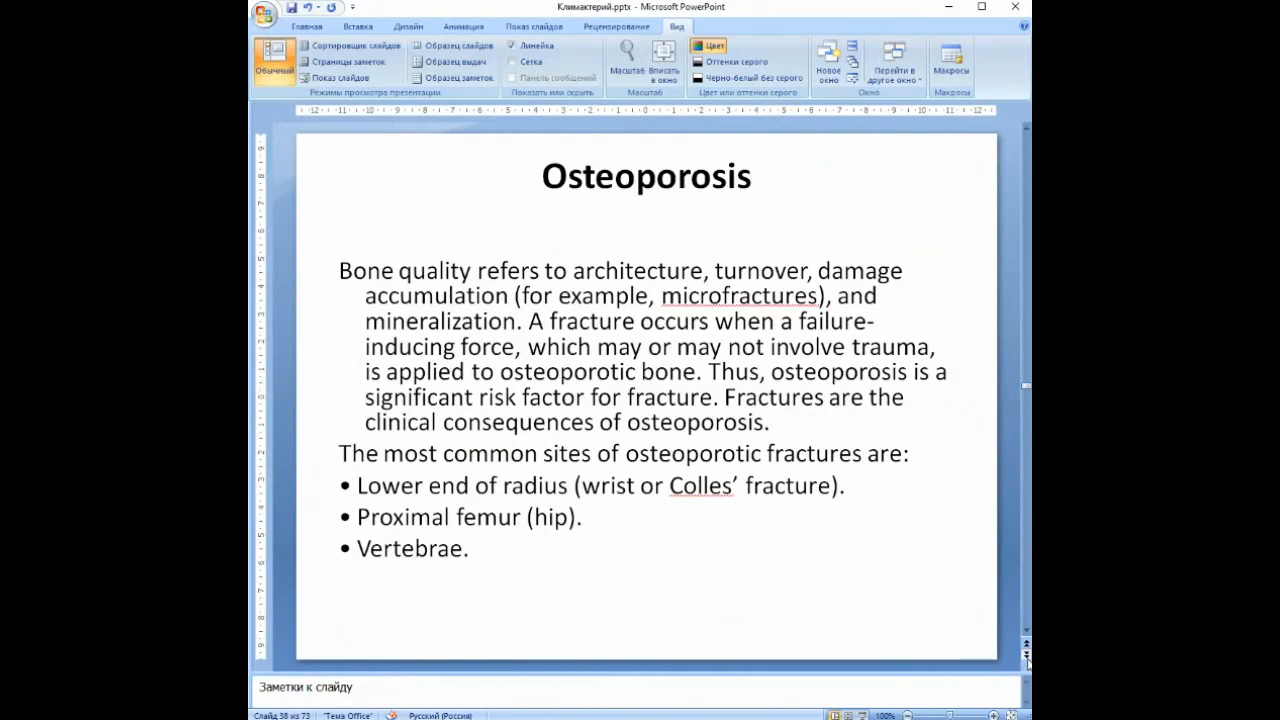 Климактерий.pptx - Microsoft PowerPoint
Главная Вставка Дизайн Анимация Показ слайдов Рецензирование Вид
Обычный
Сортировщик слайдов
Страницы заметок
Показ слайдов
Образец слайдов
Образец выдач
Образец заметок
Режимы просмотра презентации
Линейка
Сетка
Панель сообщений
Показать или скрыть
Масштаб
Вписать в окно
Масштаб
Цвет
Оттенки серого
Черно-белый без серого
Цвет или оттенки серого
Новое окно
Перейти в другое окно
Окно
Макросы
Макросы
Osteoporosis
Bone quality refers to architecture, turnover, damage
accumulation (for example, microfractures), and
mineralization. A fracture occurs when a failure-
inducing force, which may or may not involve trauma,
is applied to osteoporotic bone. Thus, osteoporosis is a
significant risk factor for fracture. Fractures are the
clinical consequences of osteoporosis.
The most common sites of osteoporotic fractures are:
• Lower end of radius (wrist or Colles’ fracture).
• Proximal femur (hip).
• Vertebrae.
Заметки к слайду
Слайд 38 из 73 "Тема Office" Русский (Россия) 100%